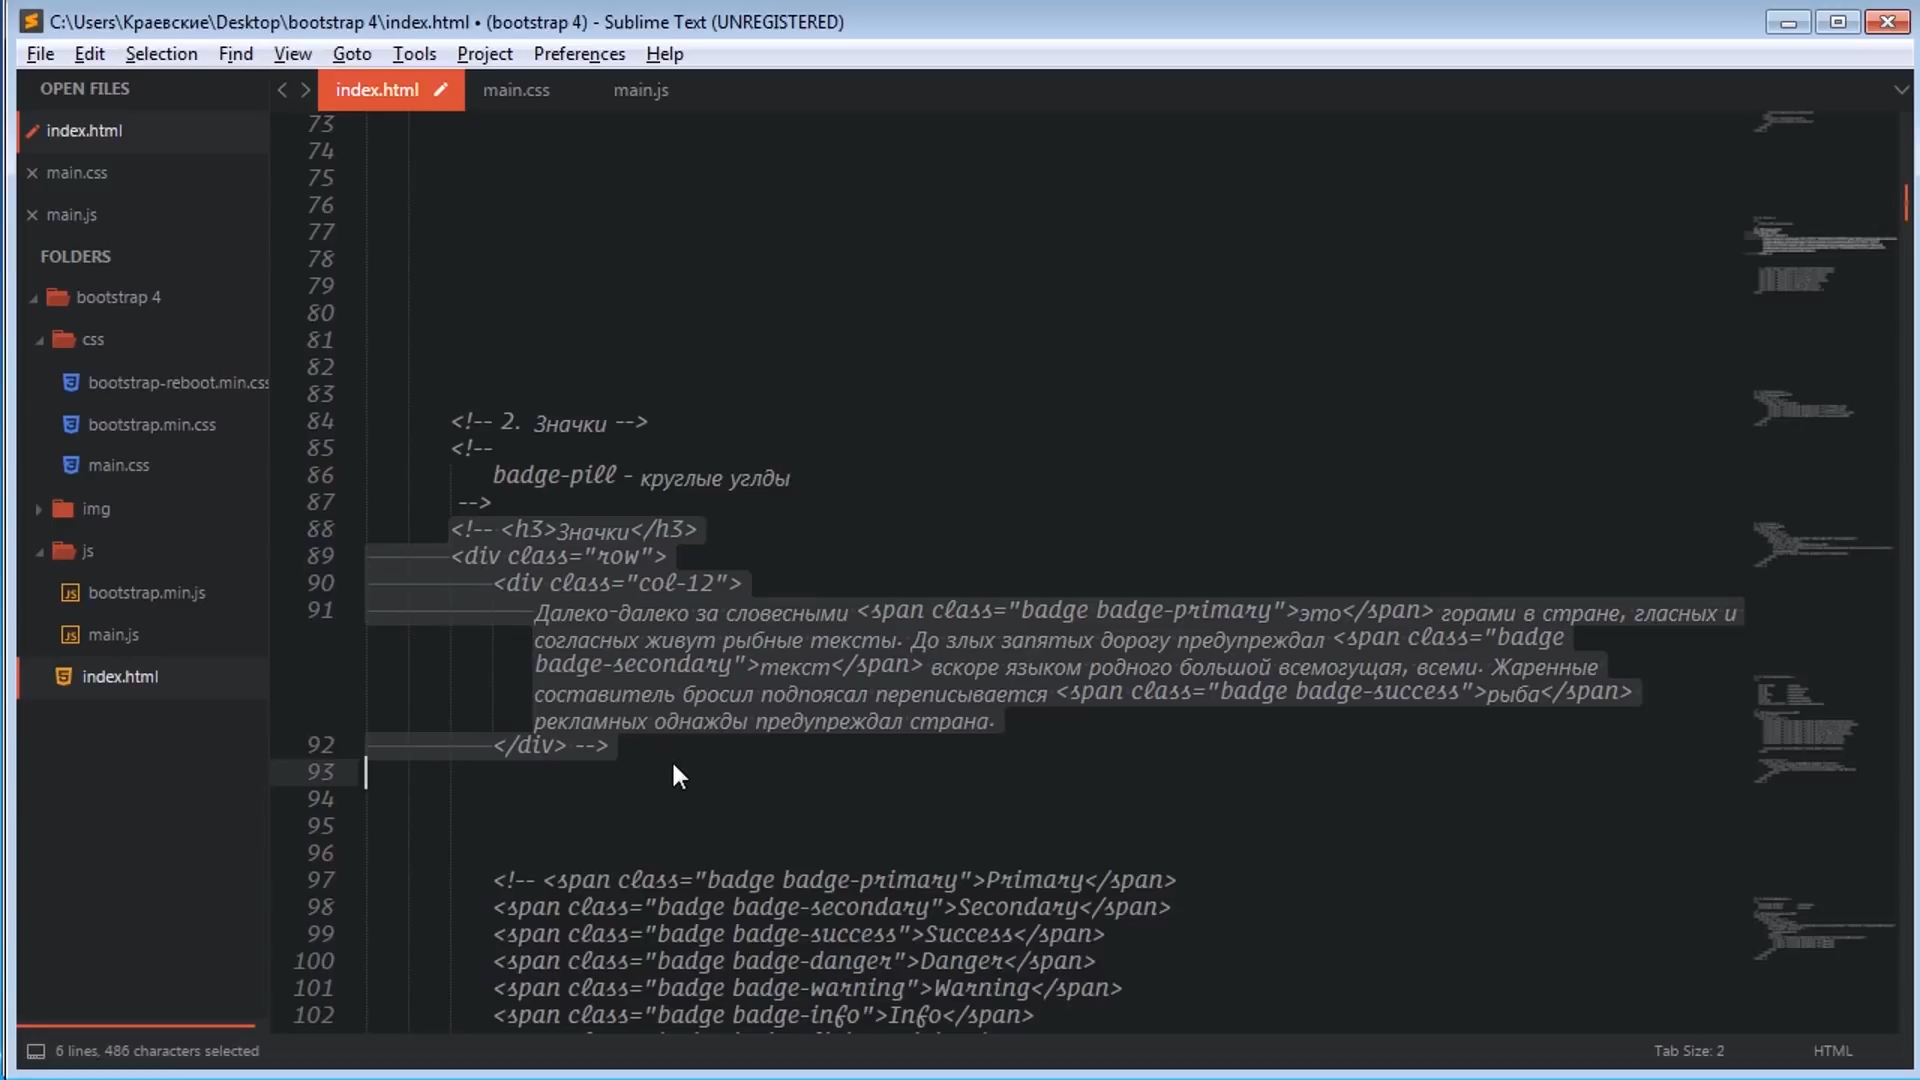 C:\Users\Краевские\Desktop\bootstrap 4\index.html • (bootstrap 4) - Sublime Text (UNREGISTERED)
File Edit Selection Find View Goto Tools Project Preferences Help
OPEN FILES
index.html
main.css
main.js
FOLDERS
bootstrap 4
css
bootstrap-reboot.min.css
bootstrap.min.css
main.css
img
js
bootstrap.min.js
main.js
index.html
index.html main.css main.js
73
74
75
76
77
78
79
80
81
82
83
84 <!-- 2. Значки -->
85 <!--
86 badge-pill - круглые углды
87 -->
88 <!-- <h3>Значки</h3>
89 <div class="row">
90 <div class="col-12">
91 Далеко-далеко за словесными <span class="badge badge-primary">это</span> горами в стране, гласных и
согласных живут рыбные тексты. До злых запятых дорогу предупреждал <span class="badge
badge-secondary">текст</span> вскоре языком родного большой всемогущая, всеми. Жаренные
составитель бросил подпоясал переписывается <span class="badge badge-success">рыба</span>
рекламных однажды предупреждал страна.
92 </div> -->
93
94
95
96
97 <!-- <span class="badge badge-primary">Primary</span>
98 <span class="badge badge-secondary">Secondary</span>
99 <span class="badge badge-success">Success</span>
100 <span class="badge badge-danger">Danger</span>
101 <span class="badge badge-warning">Warning</span>
102 <span class="badge badge-info">Info</span>
6 lines, 486 characters selected
Tab Size: 2
HTML